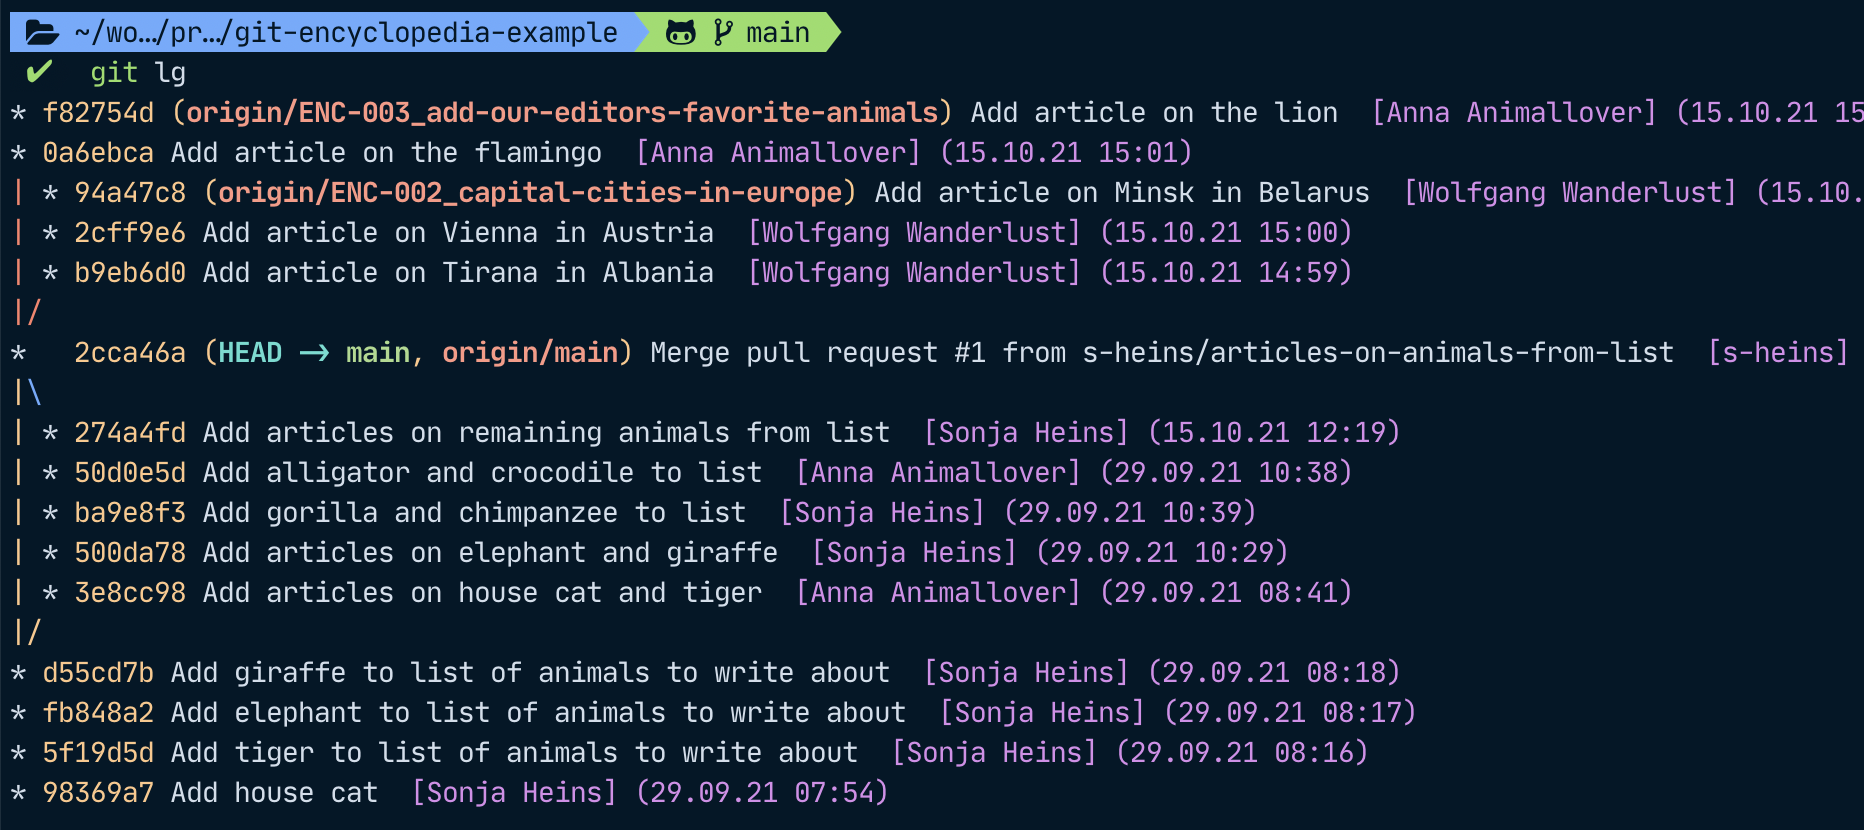 ~/wo…/pr…/git-encyclopedia-example main
✔ git lg
* f82754d (origin/ENC-003_add-our-editors-favorite-animals) Add article on the lion [Anna Animallover] (15.10.21 15
* 0a6ebca Add article on the flamingo [Anna Animallover] (15.10.21 15:01)
| * 94a47c8 (origin/ENC-002_capital-cities-in-europe) Add article on Minsk in Belarus [Wolfgang Wanderlust] (15.10.
| * 2cff9e6 Add article on Vienna in Austria [Wolfgang Wanderlust] (15.10.21 15:00)
| * b9eb6d0 Add article on Tirana in Albania [Wolfgang Wanderlust] (15.10.21 14:59)
|/
* 2cca46a (HEAD -> main, origin/main) Merge pull request #1 from s-heins/articles-on-animals-from-list [s-heins]
|\
| * 274a4fd Add articles on remaining animals from list [Sonja Heins] (15.10.21 12:19)
| * 50d0e5d Add alligator and crocodile to list [Anna Animallover] (29.09.21 10:38)
| * ba9e8f3 Add gorilla and chimpanzee to list [Sonja Heins] (29.09.21 10:39)
| * 500da78 Add articles on elephant and giraffe [Sonja Heins] (29.09.21 10:29)
| * 3e8cc98 Add articles on house cat and tiger [Anna Animallover] (29.09.21 08:41)
|/
* d55cd7b Add giraffe to list of animals to write about [Sonja Heins] (29.09.21 08:18)
* fb848a2 Add elephant to list of animals to write about [Sonja Heins] (29.09.21 08:17)
* 5f19d5d Add tiger to list of animals to write about [Sonja Heins] (29.09.21 08:16)
* 98369a7 Add house cat [Sonja Heins] (29.09.21 07:54)